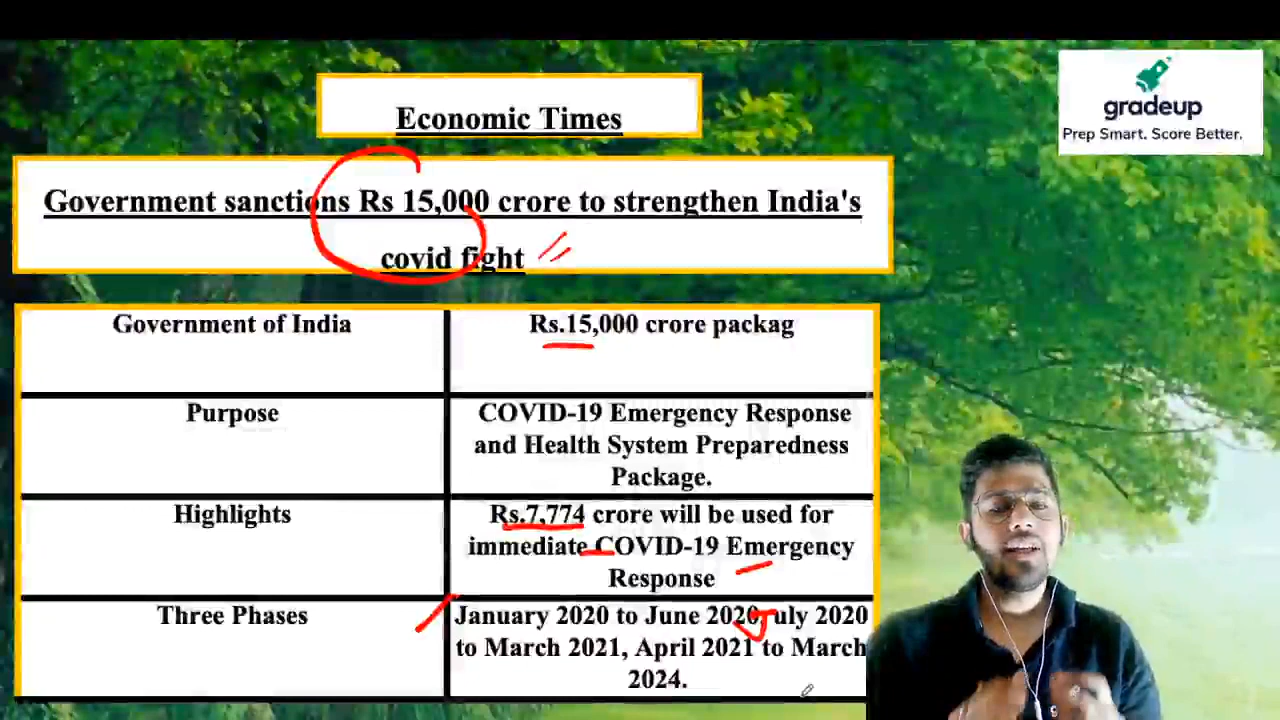 gradeup
Prep Smart. Score Better.
Economic Times
Government sanctions Rs 15,000 crore to strengthen India's
covid fight
Government of India
Rs.15,000 crore packag
Purpose
COVID-19 Emergency Response
and Health System Preparedness
Package.
Highlights
Rs.7,774 crore will be used for
immediate COVID-19 Emergency
Response
Three Phases
January 2020 to June 2020, July 2020
to March 2021, April 2021 to March
2024.